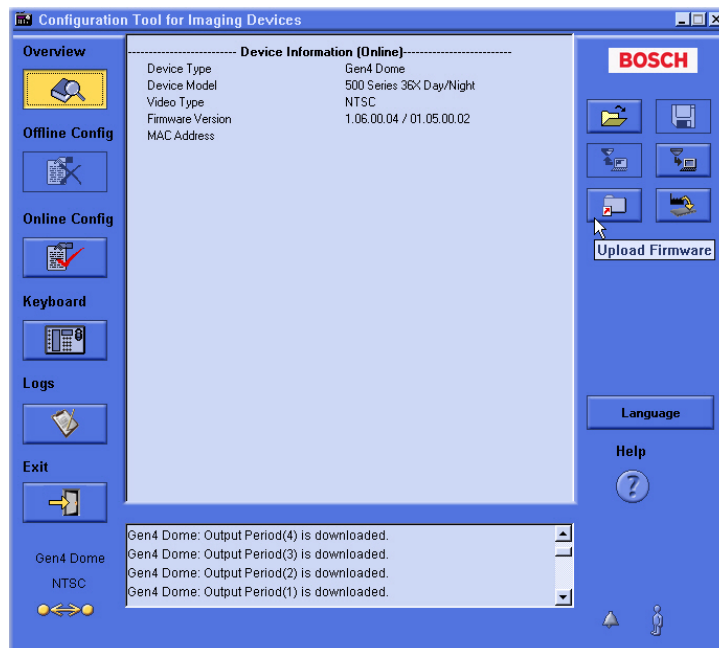 Configuration Tool for Imaging Devices
Overview
Offline Config
Online Config
Keyboard
Logs
Exit
Gen4 Dome
NTSC
------------------------ Device Information (Online)------------------------
Device Type Gen4 Dome
Device Model 500 Series 36X Day/Night
Video Type NTSC
Firmware Version 1.06.00.04 / 01.05.00.02
MAC Address
Gen4 Dome: Output Period(4) is downloaded.
Gen4 Dome: Output Period(3) is downloaded.
Gen4 Dome: Output Period(2) is downloaded.
Gen4 Dome: Output Period(1) is downloaded.
BOSCH
Upload Firmware
Language
Help
?